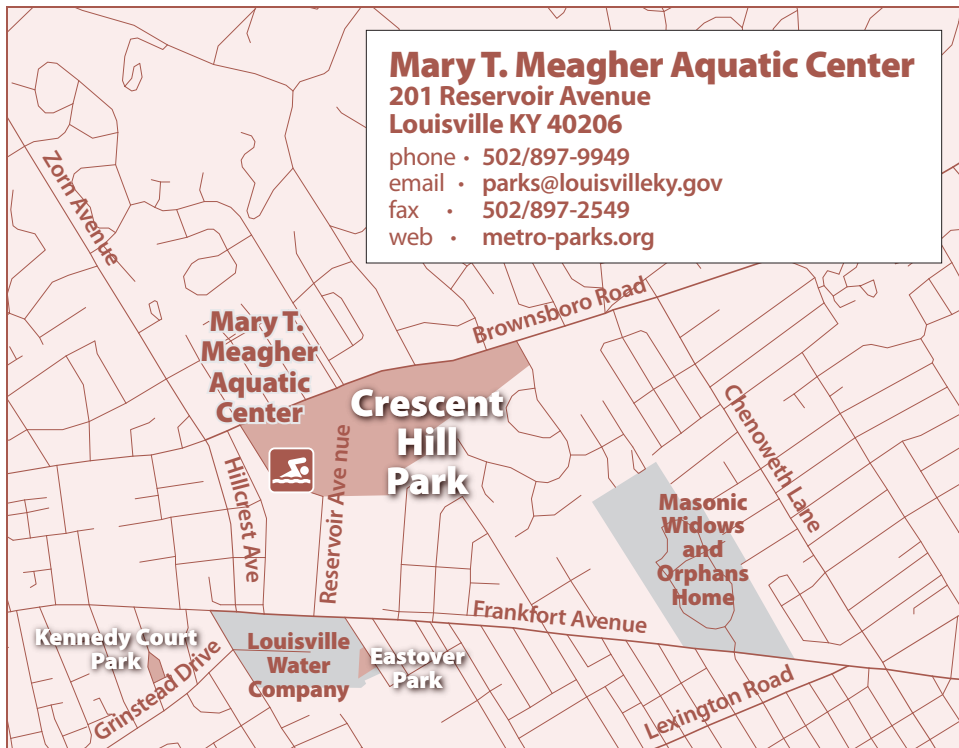 Mary T. Meagher Aquatic Center
201 Reservoir Avenue
Louisville KY 40206
phone • 502/897-9949
email • parks@louisvilleky.gov
fax • 502/897-2549
web • metro-parks.org
Zorn Avenue
Brownsboro Road
Mary T.
Meagher
Aquatic
Center
Crescent
Hill
Park
Chenoweth Lane
Hillcrest Ave
Reservoir Ave nue
Masonic
Widows
and
Orphans
Home
Frankfort Avenue
Kennedy Court
Park
Grinstead Drive
Louisville
Water
Company
Eastover
Park
Lexington Road